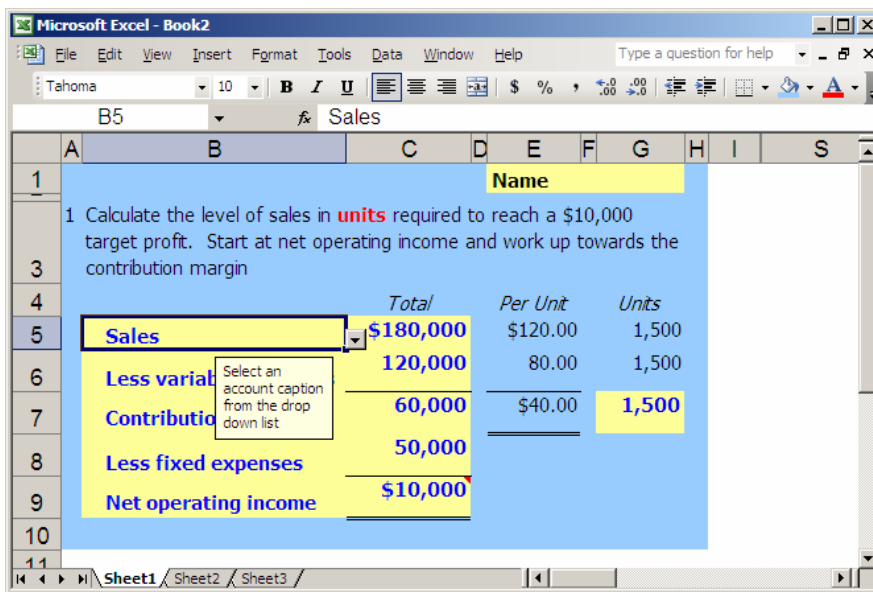 Microsoft Excel - Book2
File Edit View Insert Format Tools Data Window Help Type a question for help
Tahoma 10 B I U $ % , .00 .00
B5 fx Sales
A B C D E F G H I S
1 Name
3 1 Calculate the level of sales in units required to reach a $10,000
target profit. Start at net operating income and work up towards the
contribution margin
4 Total Per Unit Units
5 Sales $180,000 $120.00 1,500
6 Less variab 120,000 80.00 1,500
Select an
account caption
from the drop
down list
7 Contributio 60,000 $40.00 1,500
8 Less fixed expenses 50,000
9 Net operating income $10,000
10
11
Sheet1 Sheet2 Sheet3